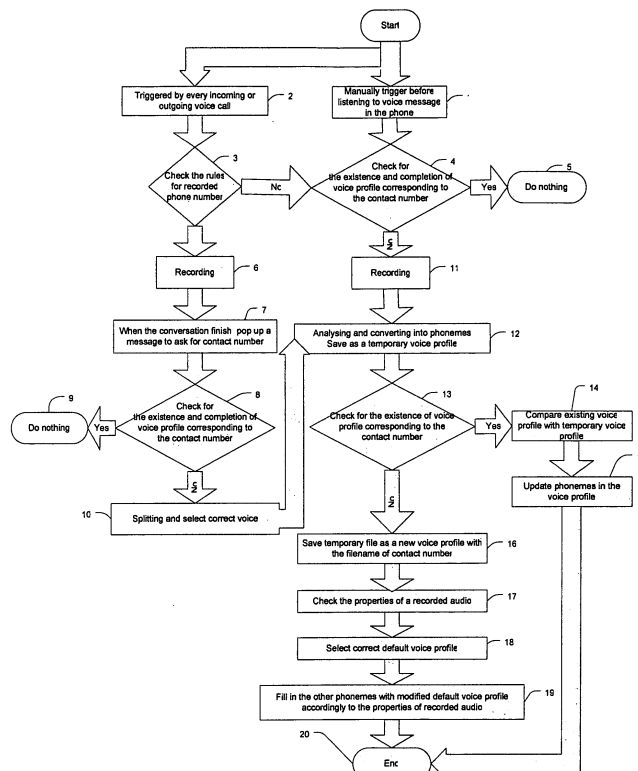 Start
Triggered by every incoming or
outgoing voice call
2
Manually trigger before
listening to voice message
in the phone
3
Check the rules
for recorded
phone number
No
4
Check for
the existence and completion of
voice profile corresponding to
the contact number
Yes
5
Do nothing
No
Recording
6
Recording
11
7
When the conversation finish pop up a
message to ask for contact number
Analysing and converting into phonemes
Save as a temporary voice profile
12
8
Check for
the existence and completion of
voice profile corresponding to
the contact number
9
Do nothing
Yes
No
13
Check for the existence of voice
profile corresponding to the
contact number
Yes
14
Compare existing voice
profile with temporary voice
profile
Update phonemes in the
voice profile
10
Splitting and select correct voice
No
Save temporary file as a new voice profile with
the filename of contact number
16
Check the properties of a recorded audio
17
Select correct default voice profile
18
Fill in the other phonemes with modified default voice profile
accordingly to the properties of recorded audio
19
20
End